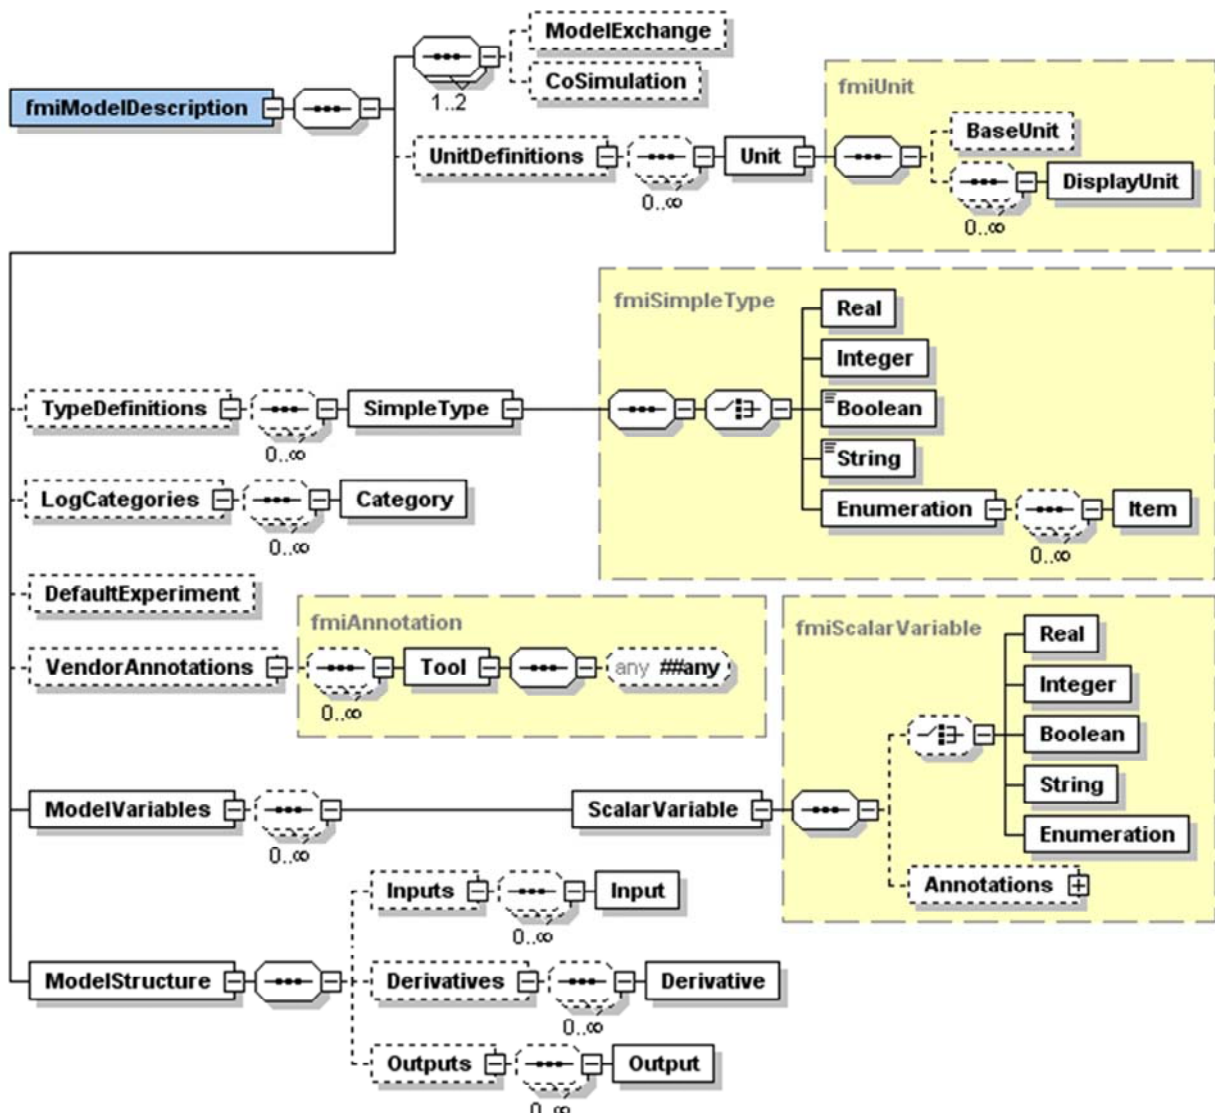 ModelExchange
CoSimulation
1..2
fmiModelDescription
fmiUnit
UnitDefinitions
0..∞
Unit
BaseUnit
DisplayUnit
0..∞
fmiSimpleType
TypeDefinitions
0..∞
SimpleType
Real
Integer
Boolean
String
Enumeration
Item
0..∞
LogCategories
0..∞
Category
DefaultExperiment
fmiAnnotation
VendorAnnotations
0..∞
Tool
any ##any
fmiScalarVariable
ModelVariables
0..∞
ScalarVariable
Real
Integer
Boolean
String
Enumeration
Annotations
ModelStructure
Inputs
0..∞
Input
Derivatives
0..∞
Derivative
Outputs
0..∞
Output